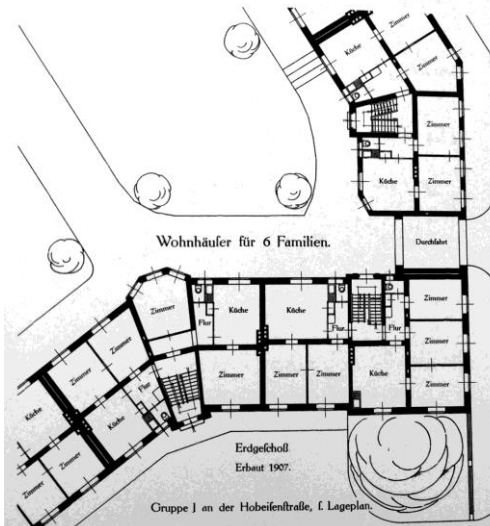 Zimmer
Küche
Zimmer
Zimmer
Küche
Zimmer
Wohnhäuſer für 6 Familien.
Durchfahrt
Zimmer
Flur
Küche
Küche
Flur
Flur
Zimmer
Zimmer
Zimmer
Zimmer
Flur
Zimmer
Zimmer
Zimmer
Küche
Zimmer
Küche
Küche
Zimmer
Zimmer
Erdgeſchoß
Erbaut 1907.
Gruppe J an der Hobeiſenſtraße, ſ. Lageplan.